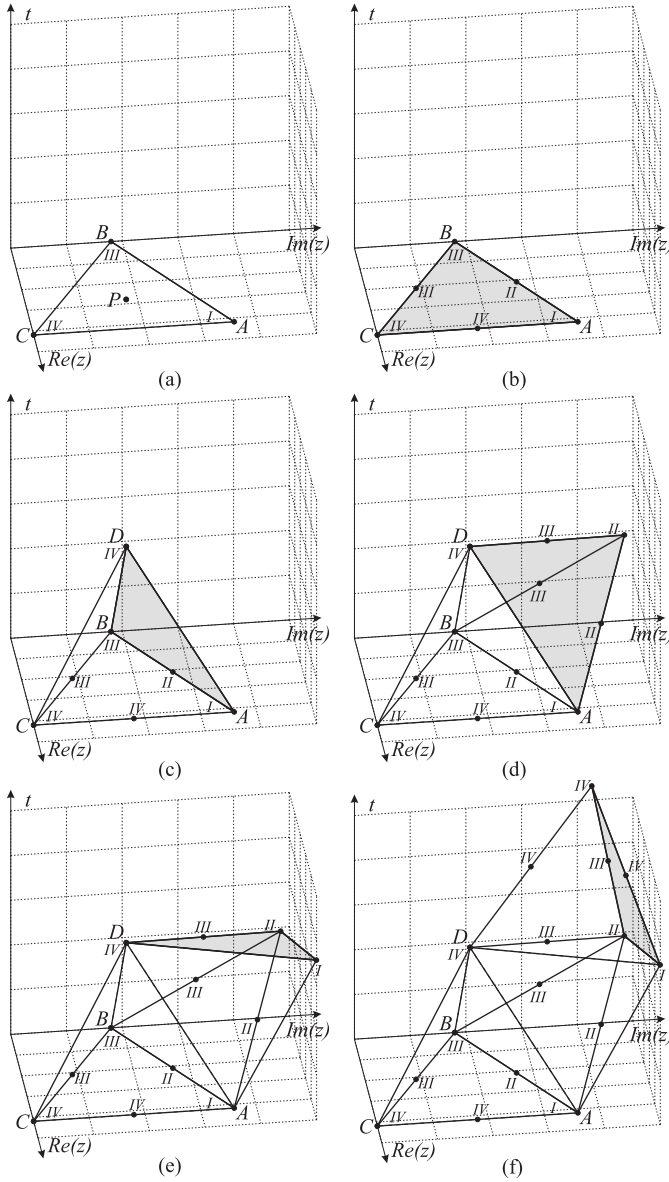 t t
B B
Im(z) Im(z)
III III
P III II
I IV I
C IV A C IV A
Re(z) Re(z)
(a) (b)
t t
D D III II
IV IV
III
B B
Im(z) II Im(z)
III III
III II III II
IV I IV I
C IV A C IV A
Re(z) Re(z)
(c) (d)
t IV t
IV III IV
D III II D III II
IV I IV I
III III
B B
II Im(z) II Im(z)
III III
III II III II
IV I IV I
C IV A C IV A
Re(z) Re(z)
(e) (f)